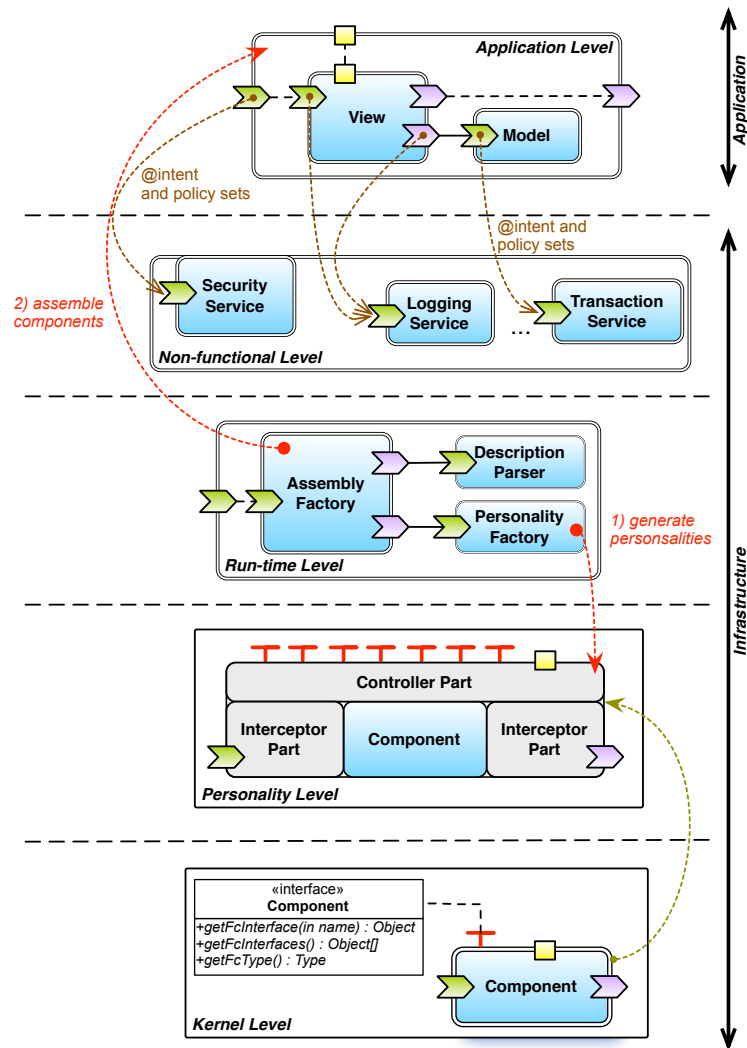 Application Level
View
Model
Application
@intent
and policy sets
@intent and
policy sets
Security
Service
2) assemble
components
Logging
Service
...
Transaction
Service
Non-functional Level
Assembly
Factory
Description
Parser
Personality
Factory
1) generate
personsalities
Run-time Level
Infrastructure
Controller Part
Interceptor
Part
Component
Interceptor
Part
Personality Level
«interface»
Component
+getFcInterface(in name) : Object
+getFcInterfaces() : Object[]
+getFcType() : Type
Component
Kernel Level